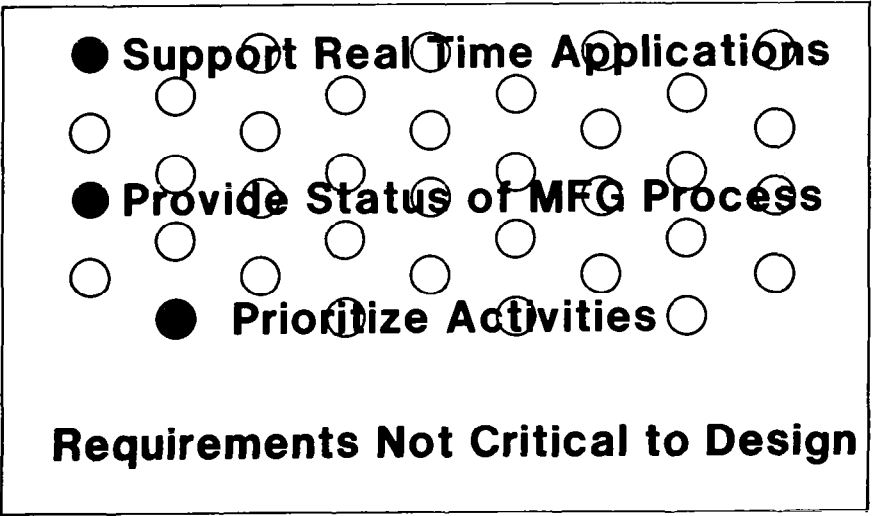 ● Support Real Time Applications
● Provide Status of MFG Process
● Prioritize Activities
Requirements Not Critical to Design